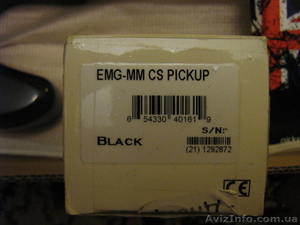 EMG-MM CS PICKUP
6 54330 40161 9
BLACK
S/N:
(21) 1292872
CE
AvizInfo.com.ua